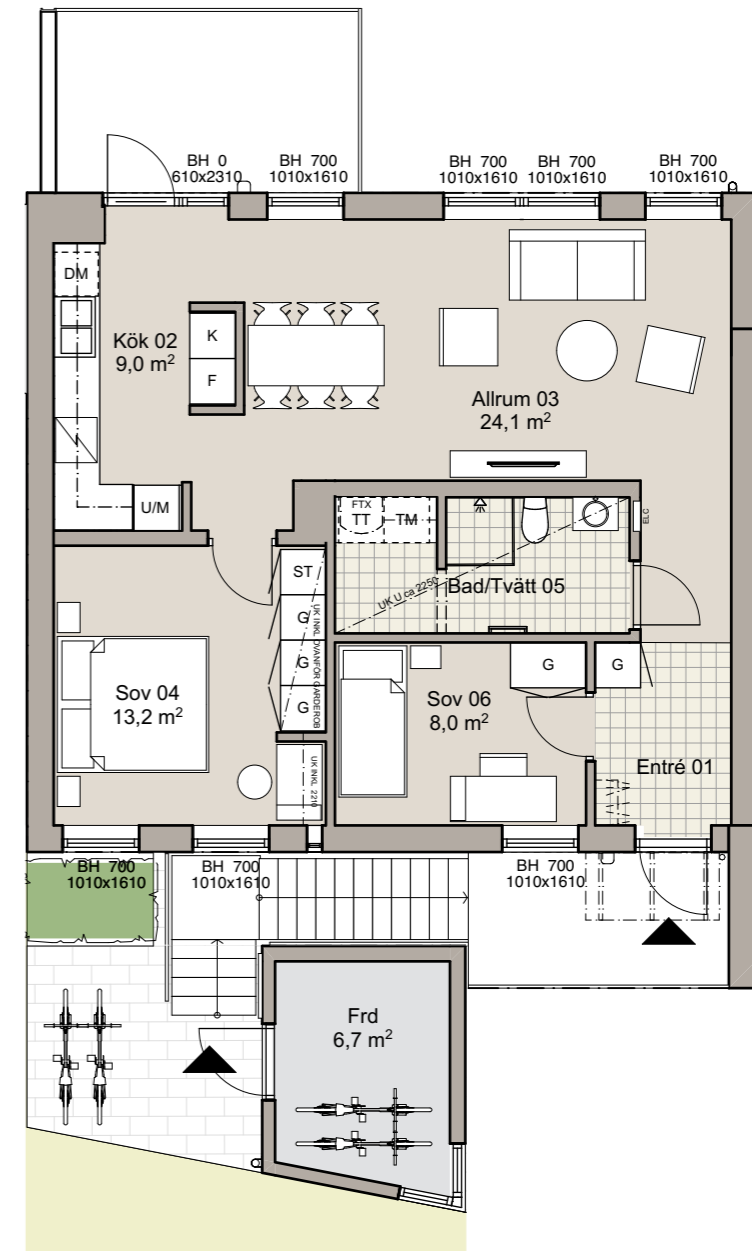 BH 0
610x2310
BH 700
1010x1610
BH 700
1010x1610
BH 700
1010x1610
BH 700
1010x1610
DM
Kök 02
9,0 m²
K
F
Allrum 03
24,1 m²
U/M
FTX
TT
TM
ELC
UK U ca 2250
Bad/Tvätt 05
ST
G
G
G
UK INKL OVANFÖR GARDEROB
Sov 04
13,2 m²
Sov 06
8,0 m²
G
G
Entré 01
UK INKL 2210
BH 700
1010x1610
BH 700
1010x1610
BH 700
1010x1610
Frd
6,7 m²